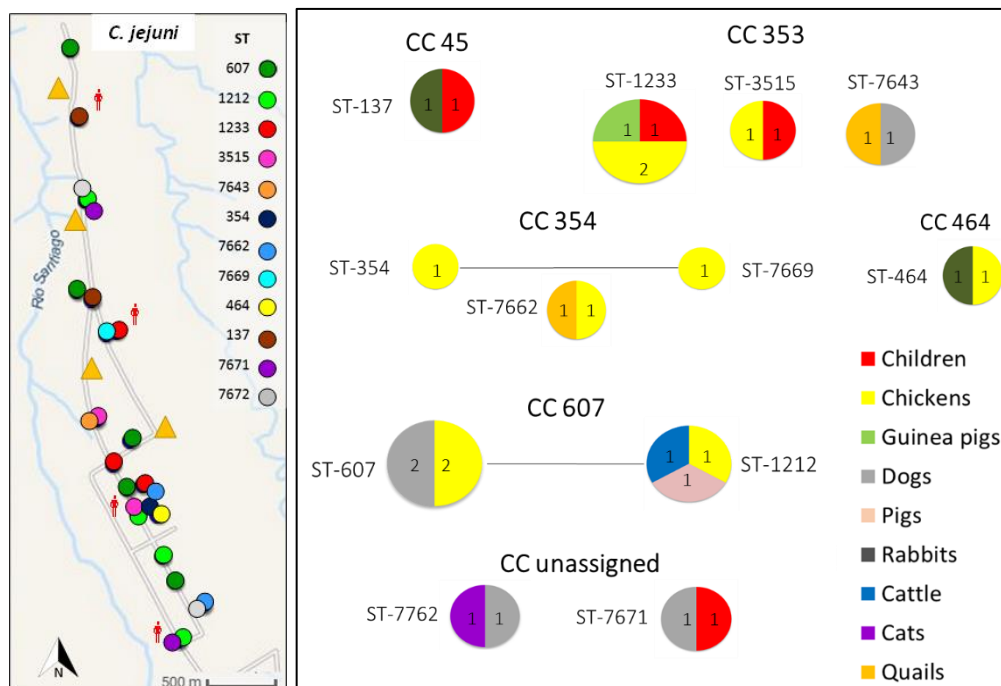 C. jejuni
ST
607
1212
1233
3515
7643
354
7662
7669
464
137
7671
7672
Rio Santiago
N
500 m
CC 45
ST-137
1 1
CC 353
ST-1233
1 1
2
ST-3515
1 1
ST-7643
1 1
CC 354
ST-354
1
1
ST-7669
ST-7662
1 1
CC 464
ST-464
1 1
CC 607
ST-607
2 2
1 1
1
ST-1212
CC unassigned
ST-7762
1 1
ST-7671
1 1
Children
Chickens
Guinea pigs
Dogs
Pigs
Rabbits
Cattle
Cats
Quails